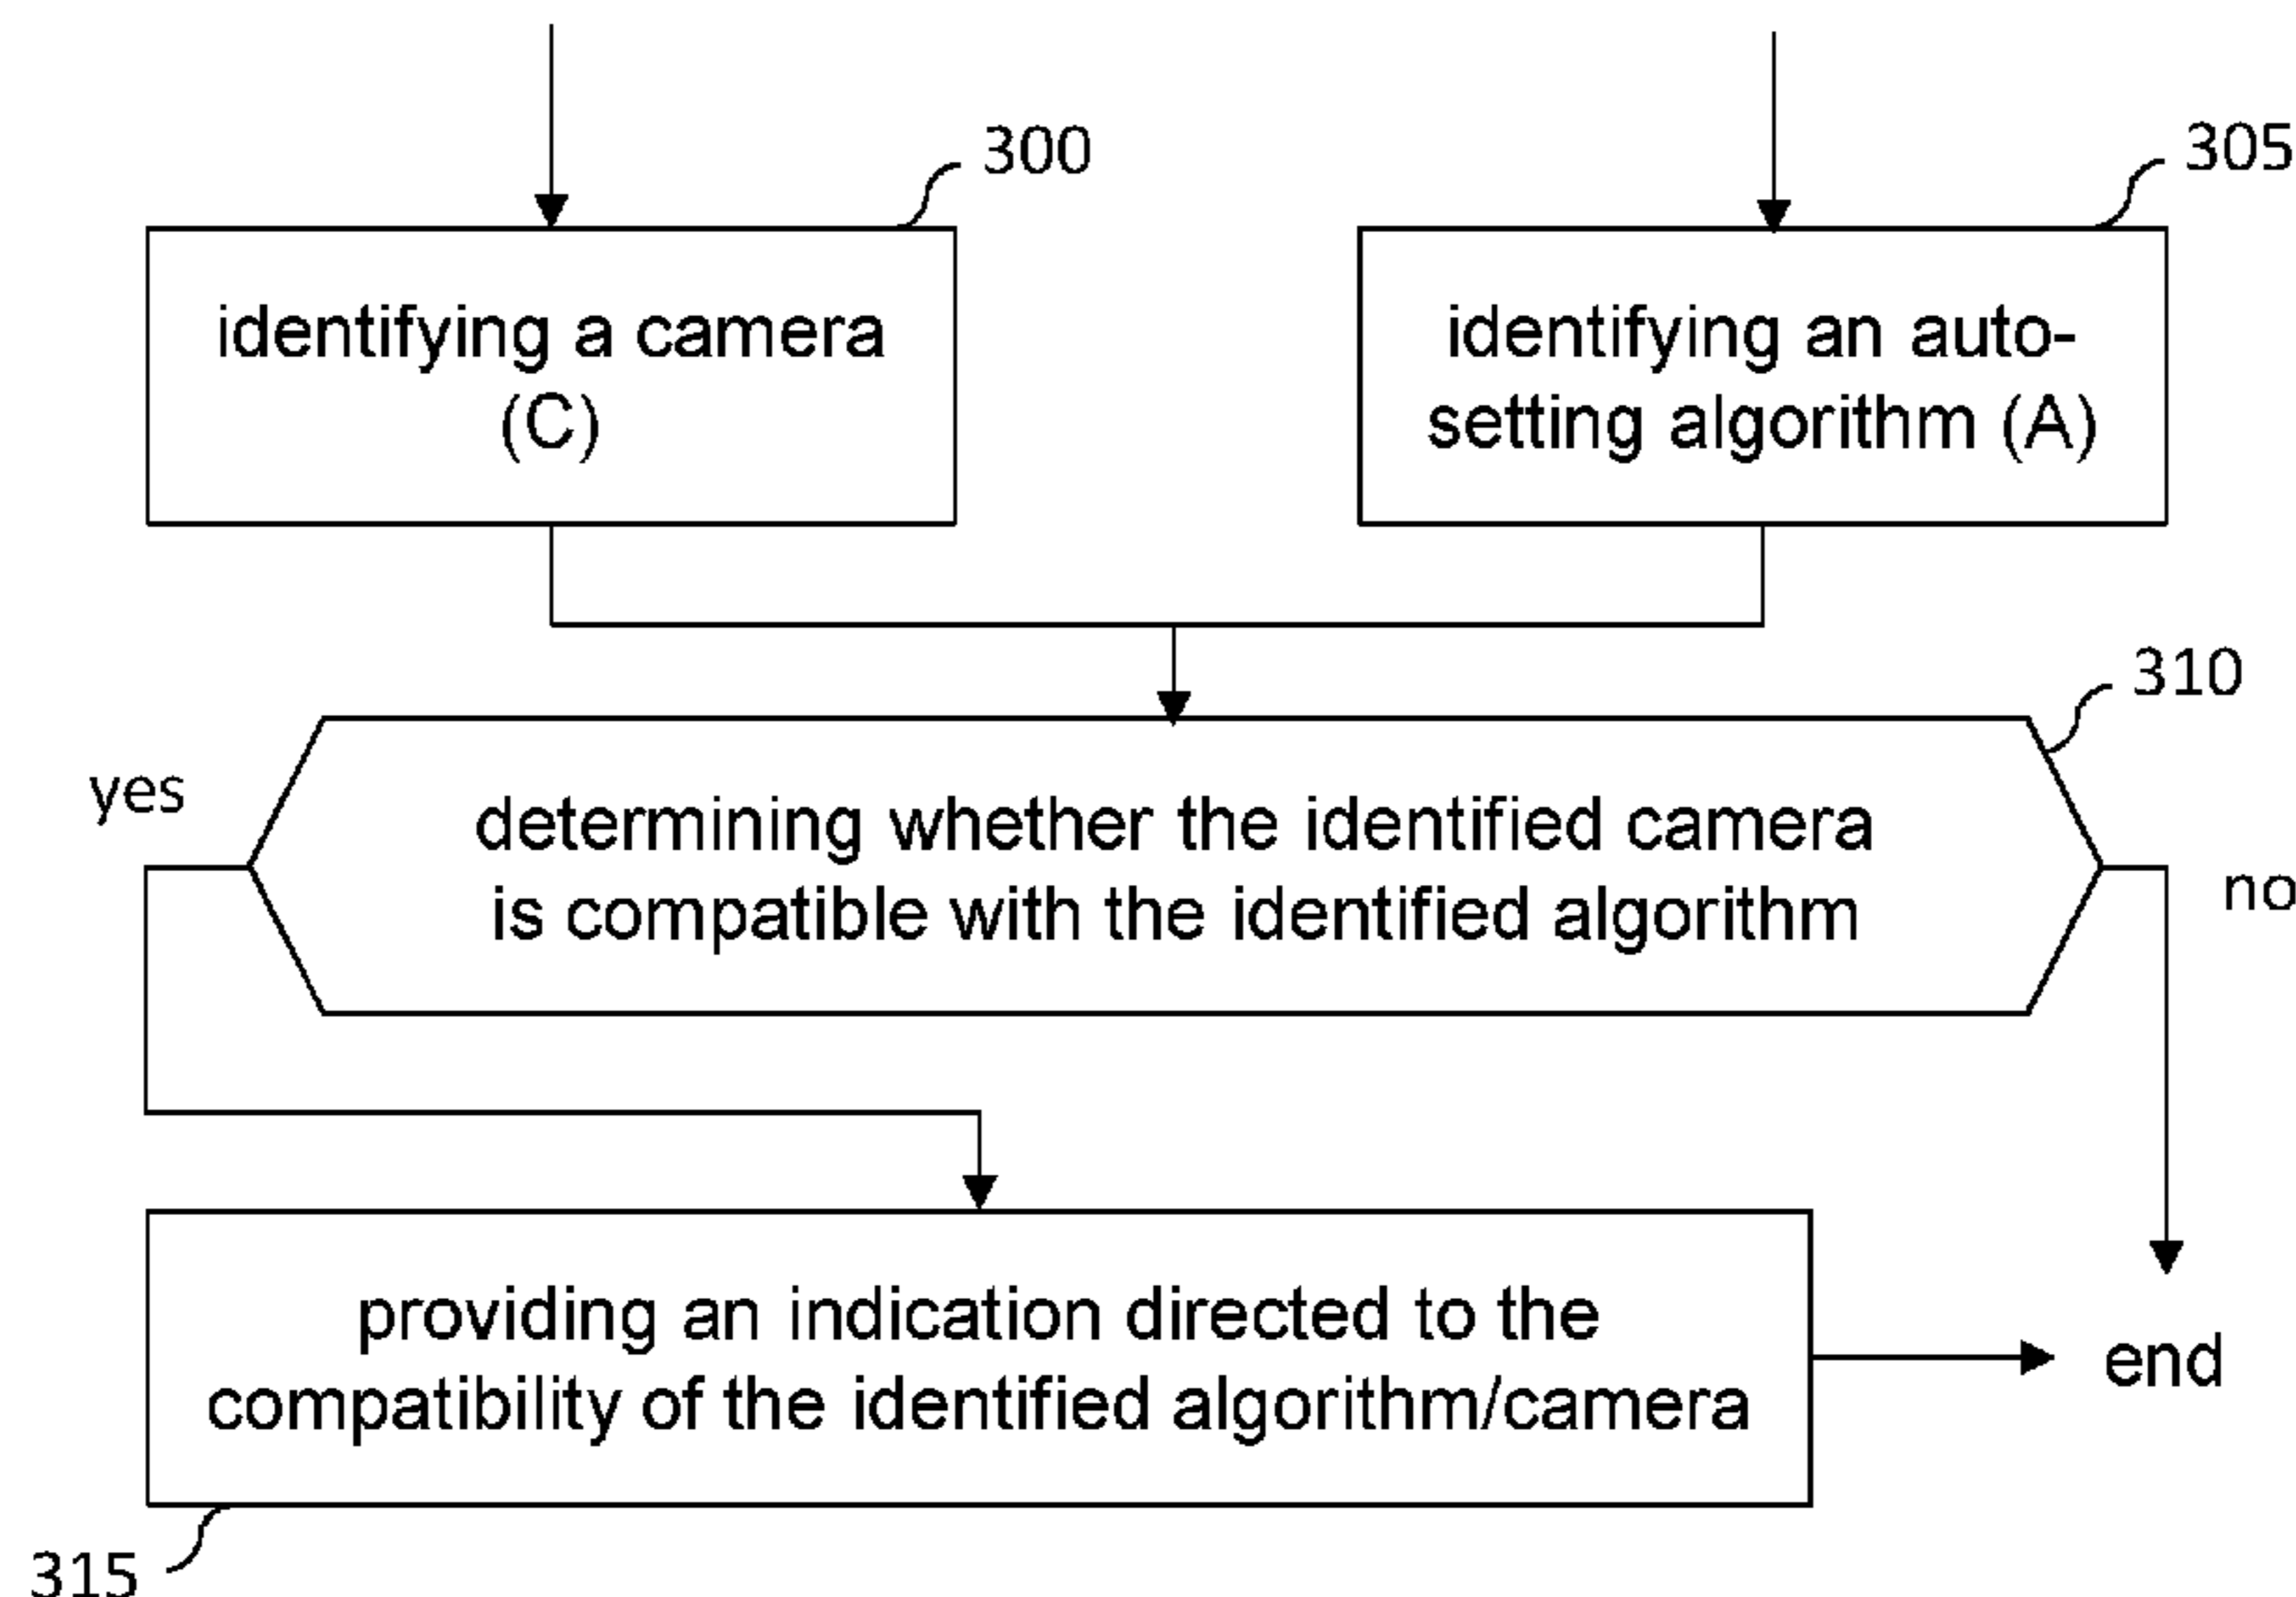 300
305
identifying a camera
(C)
identifying an auto-
setting algorithm (A)
310
yes
determining whether the identified camera
is compatible with the identified algorithm
no
providing an indication directed to the
compatibility of the identified algorithm/camera
end
315